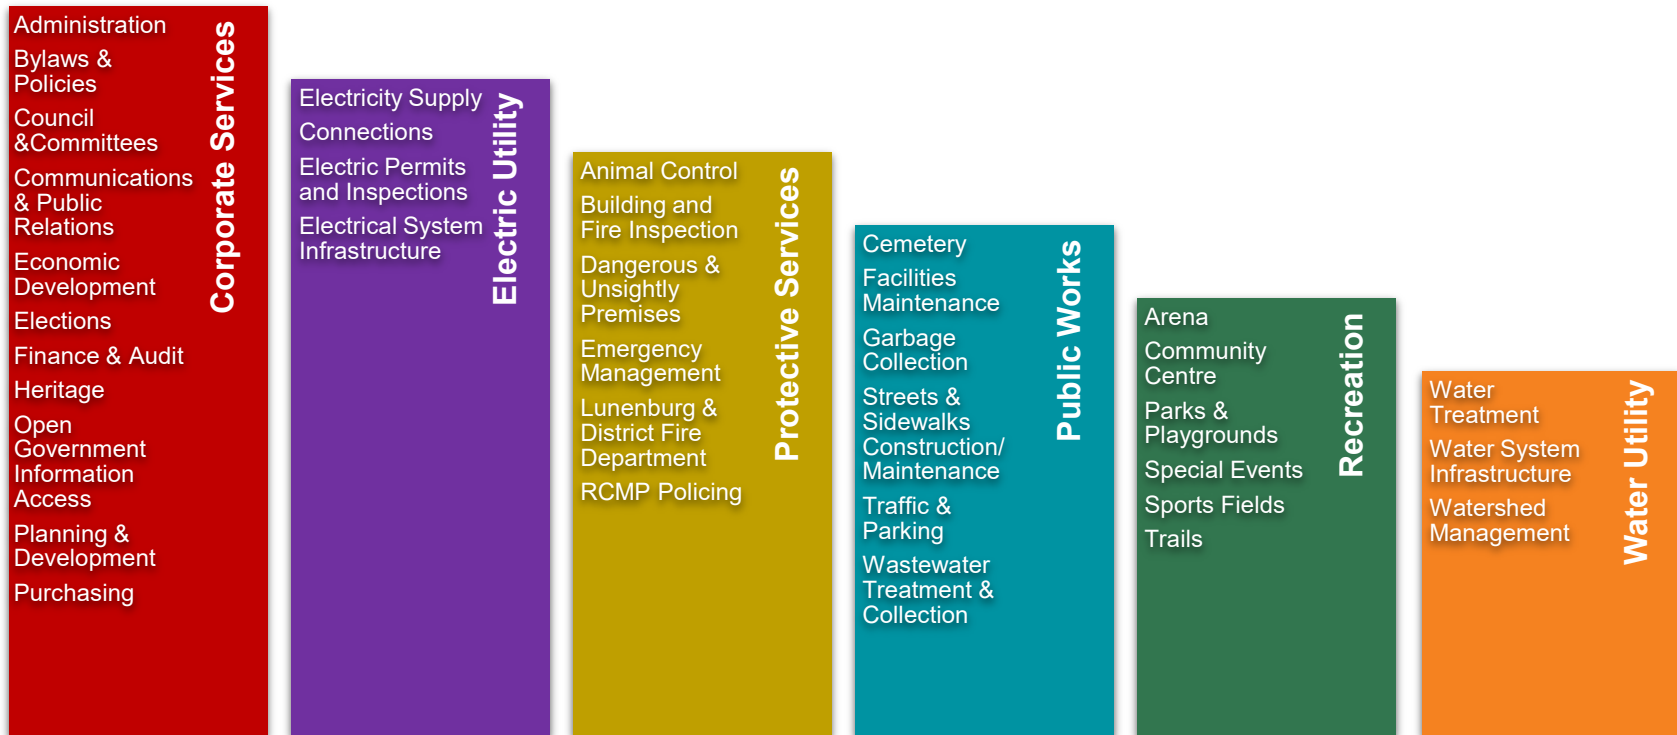 Administration
Bylaws &
Policies
Council
&Committees
Communications
& Public
Relations
Economic
Development
Elections
Finance & Audit
Heritage
Open
Government
Information
Access
Planning &
Development
Purchasing
Corporate Services
Electricity Supply
Connections
Electric Permits
and Inspections
Electrical System
Infrastructure
Electric Utility
Animal Control
Building and
Fire Inspection
Dangerous &
Unsightly
Premises
Emergency
Management
Lunenburg &
District Fire
Department
RCMP Policing
Protective Services
Cemetery
Facilities
Maintenance
Garbage
Collection
Streets &
Sidewalks
Construction/
Maintenance
Traffic &
Parking
Wastewater
Treatment &
Collection
Public Works
Arena
Community
Centre
Parks &
Playgrounds
Special Events
Sports Fields
Trails
Recreation
Water
Treatment
Water System
Infrastructure
Watershed
Management
Water Utility